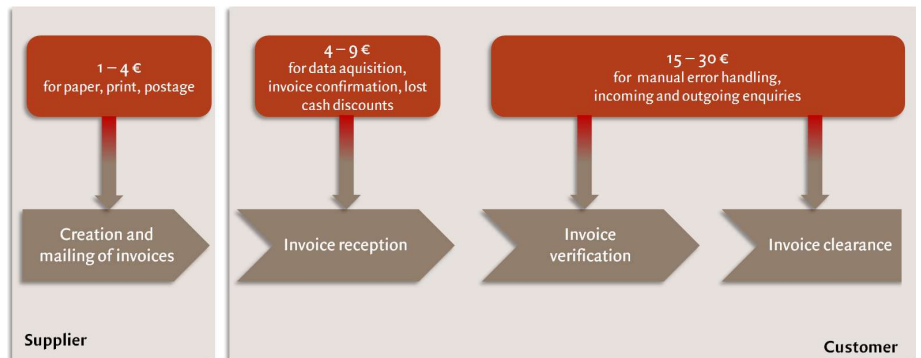 1 – 4 €
for paper, print, postage
4 – 9 €
for data aquisition,
invoice confirmation, lost
cash discounts
15 – 30 €
for manual error handling,
incoming and outgoing enquiries
Creation and
mailing of invoices
Invoice reception
Invoice
verification
Invoice clearance
Supplier
Customer